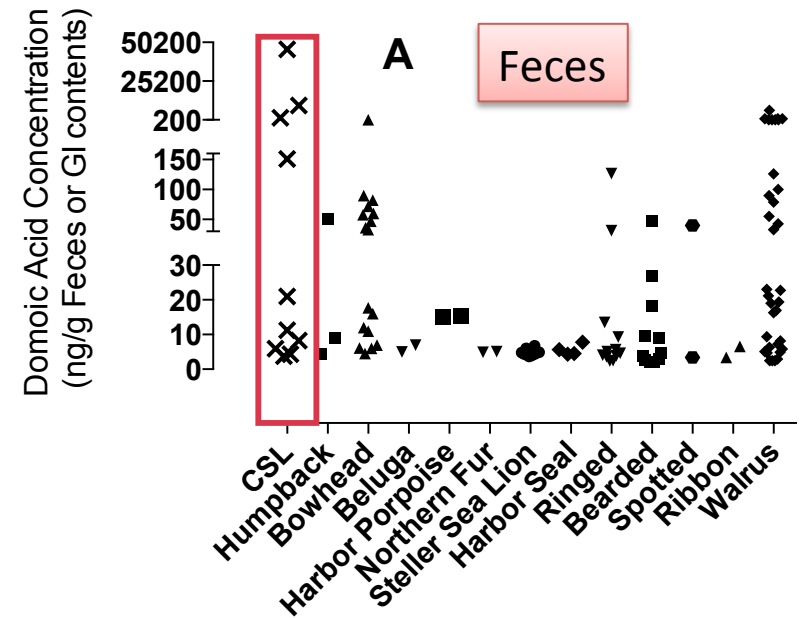 A
Feces
Domoic Acid Concentration
(ng/g Feces or GI contents)
50200
25200
200
150
100
50
30
20
10
0
CSL
Humpback
Bowhead
Beluga
Harbor Porpoise
Northern Fur
Steller Sea Lion
Harbor Seal
Ringed
Bearded
Spotted
Ribbon
Walrus